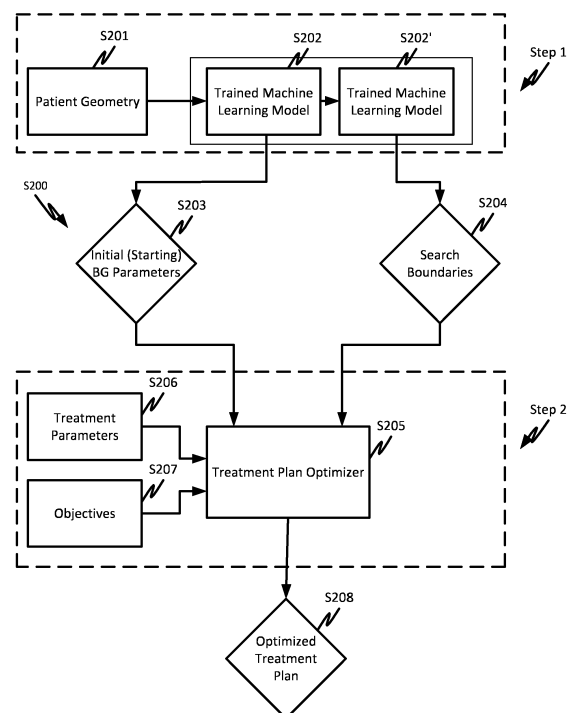 S201
S202
S202'
Step 1
Patient Geometry
Trained Machine
Learning Model
Trained Machine
Learning Model
S200
S203
S204
Initial (Starting)
BG Parameters
Search
Boundaries
S206
Step 2
Treatment
Parameters
S205
S207
Treatment Plan Optimizer
Objectives
S208
Optimized
Treatment
Plan